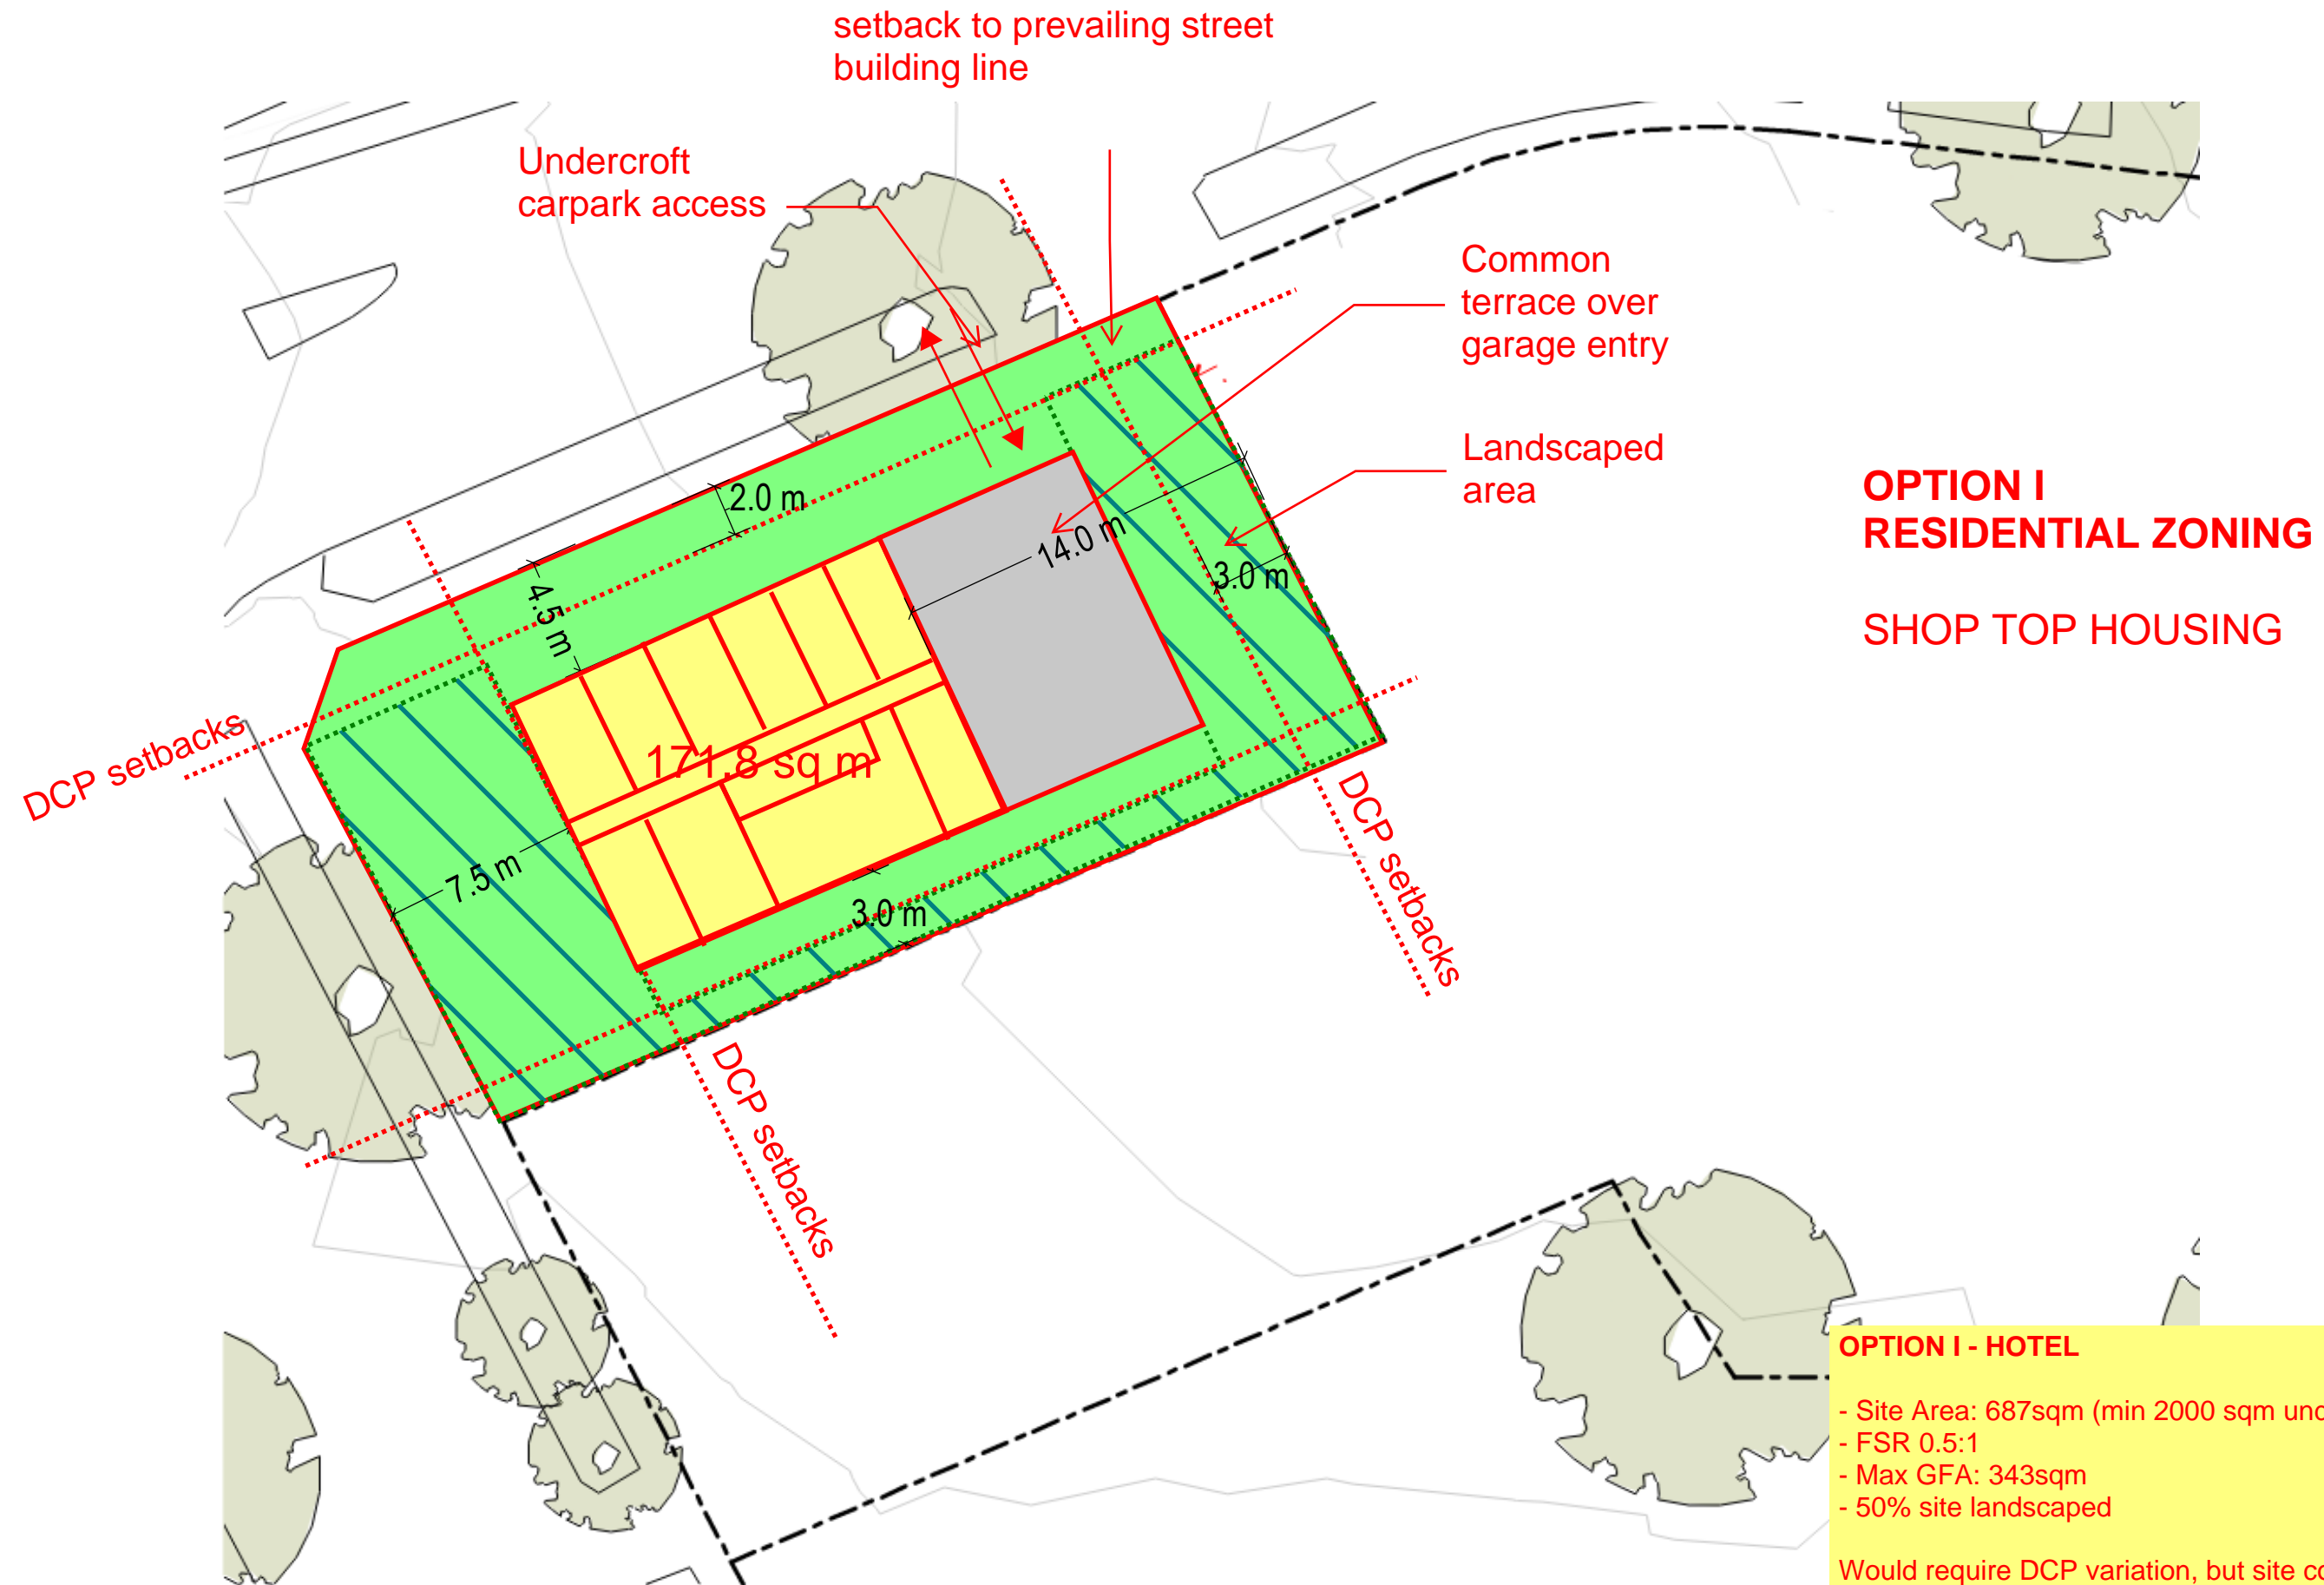 setback to prevailing street
building line
Undercroft
carpark access
Common
terrace over
garage entry
Landscaped
area
OPTION I
RESIDENTIAL ZONING
SHOP TOP HOUSING
2.0 m
14.0 m
3.0 m
4.5 m
DCP setbacks
171.8 sq m
7.5 m
3.0 m
DCP setbacks
DCP setbacks
OPTION I - HOTEL
- Site Area: 687sqm (min 2000 sqm
- FSR 0.5:1
- Max GFA: 343sqm
- 50% site landscaped
Would require DCP variation, but site